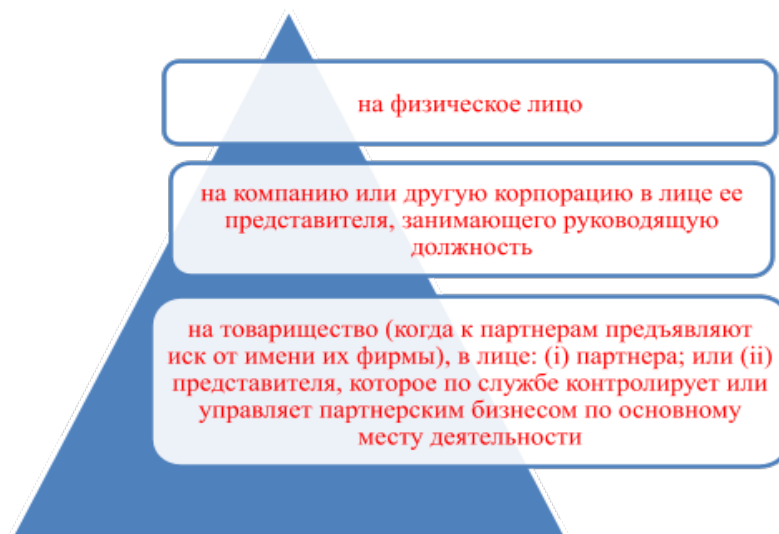 на физическое лицо
на компанию или другую корпорацию в лице ее
представителя, занимающего руководящую
должность
на товарищество (когда к партнерам предъявляют
иск от имени их фирмы), в лице: (i) партнера; или (ii)
представителя, которое по службе контролирует или
управляет партнерским бизнесом по основному
месту деятельности